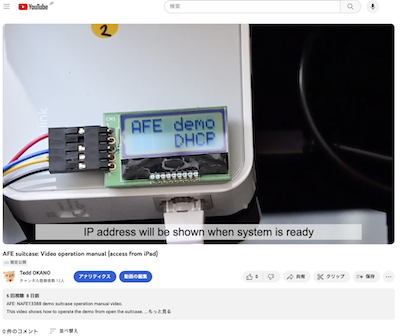 YouTube
JP
検索
2
AFE demo
DHCP
IP address will be shown when system is ready
AFE suitcase: Video operation manual [access from iPad]
限定公開
Tedd OKANO
チャンネル登録者数 12人
アナリティクス
動画の編集
0
共有
クリップ
保存
6 回視聴 8 日前
AFE: NAFE13388 demo suitcase operation manual video.
This video shows how to operate the demo from open the suitcase. ...もっと見る
0 件のコメント
並べ替え